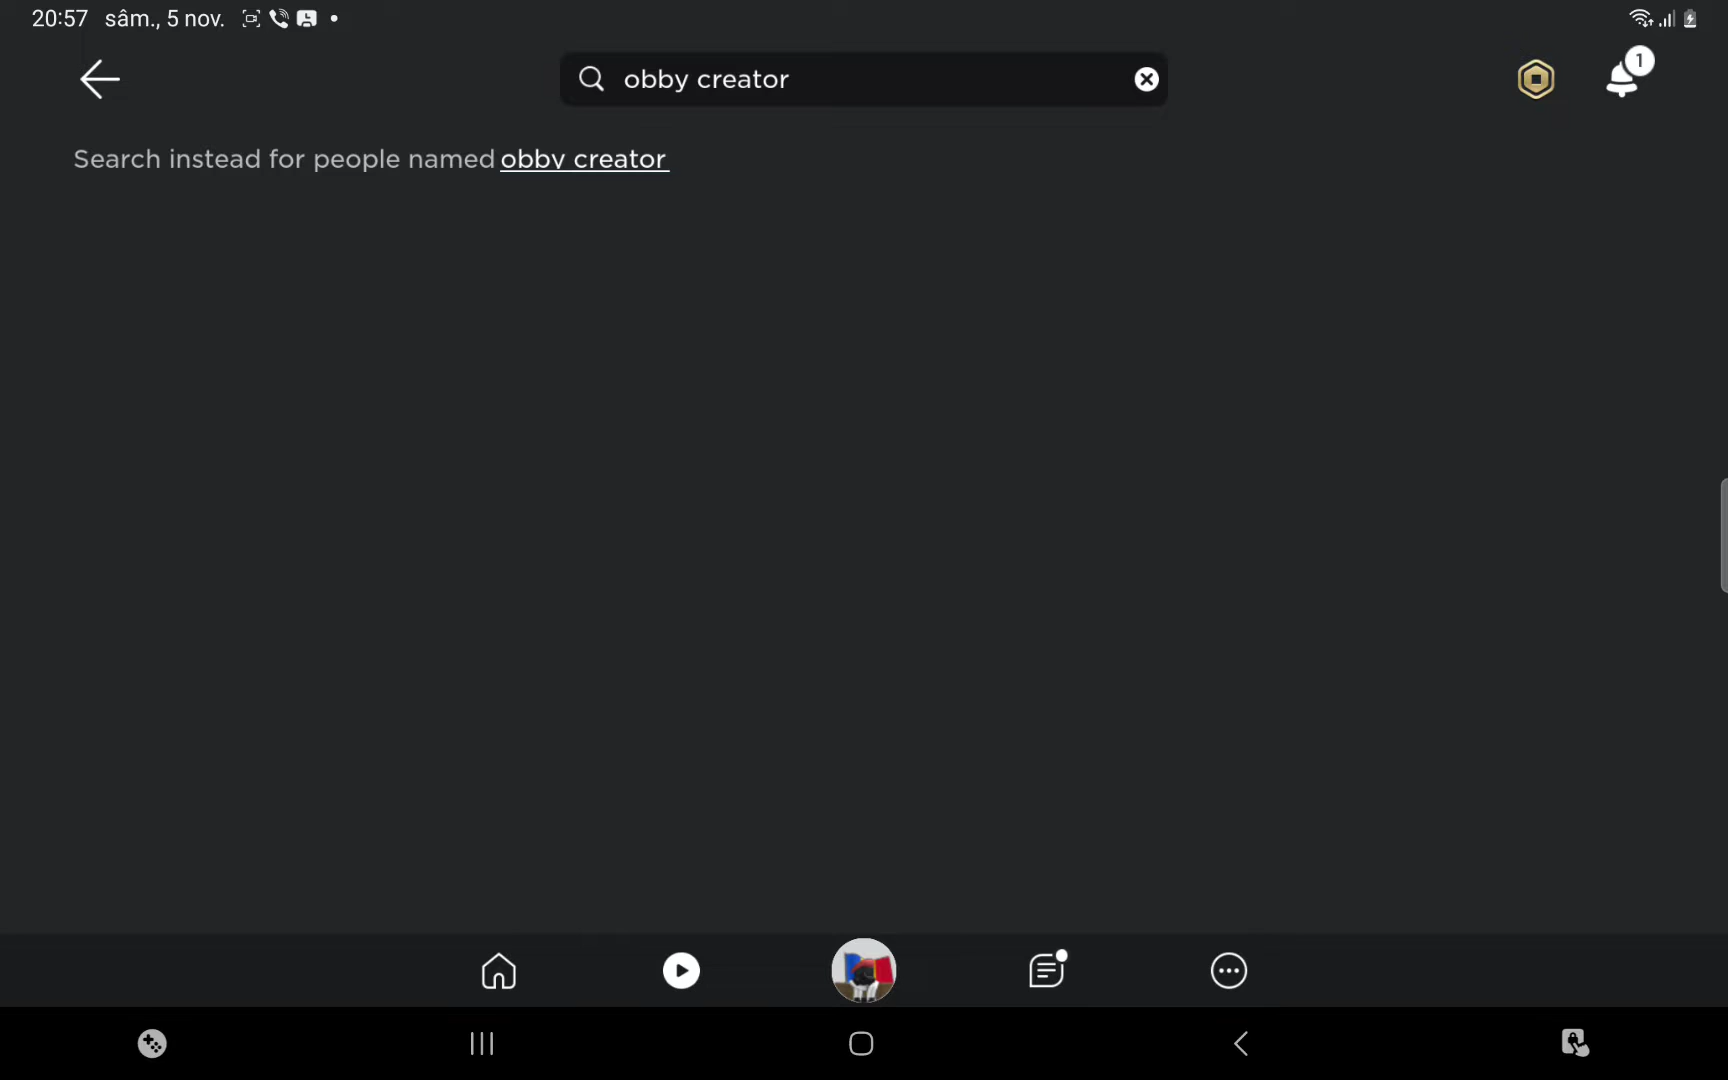 20:57 sâm., 5 nov.
obby creator
1
Search instead for people named obby creator